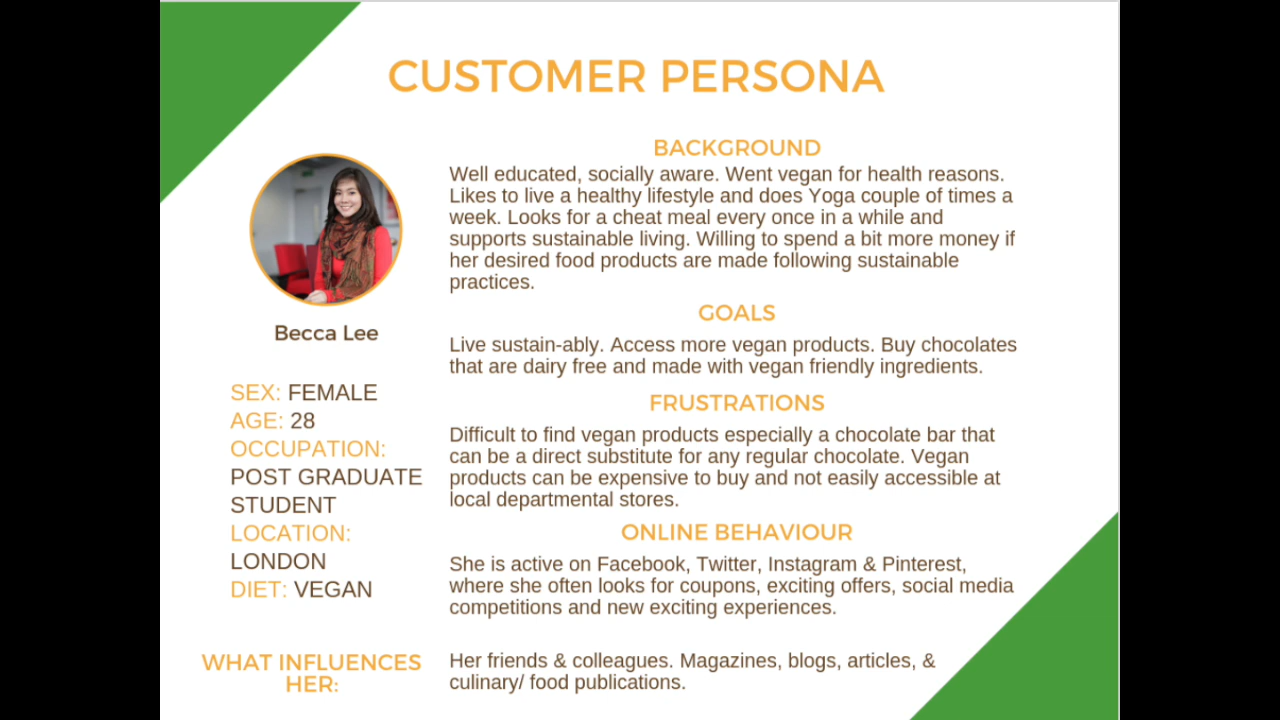 CUSTOMER PERSONA
Becca Lee
SEX: FEMALE
AGE: 28
OCCUPATION:
POST GRADUATE
STUDENT
LOCATION:
LONDON
DIET: VEGAN
BACKGROUND
Well educated, socially aware. Went vegan for health reasons.
Likes to live a healthy lifestyle and does Yoga couple of times a
week. Looks for a cheat meal every once in a while and
supports sustainable living. Willing to spend a bit more money if
her desired food products are made following sustainable
practices.
GOALS
Live sustain-ably. Access more vegan products. Buy chocolates
that are dairy free and made with vegan friendly ingredients.
FRUSTRATIONS
Difficult to find vegan products especially a chocolate bar that
can be a direct substitute for any regular chocolate. Vegan
products can be expensive to buy and not easily accessible at
local departmental stores.
ONLINE BEHAVIOUR
She is active on Facebook, Twitter, Instagram & Pinterest,
where she often looks for coupons, exciting offers, social media
competitions and new exciting experiences.
WHAT INFLUENCES
HER:
Her friends & colleagues. Magazines, blogs, articles, &
culinary/ food publications.